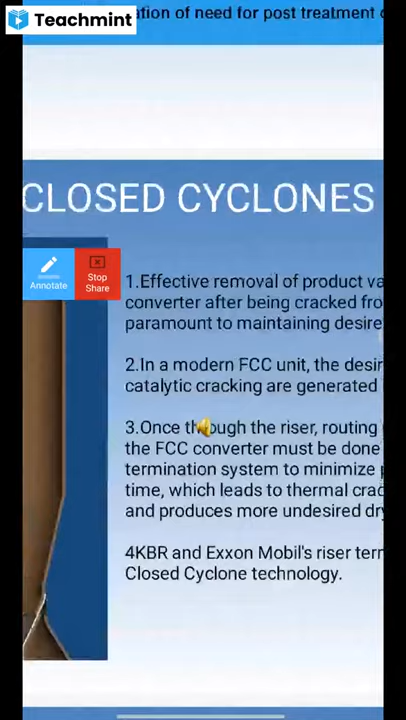 Teachmint
ation of need for post treatment
CLOSED CYCLONES
Annotate
Stop
Share
1.Effective removal of product va
converter after being cracked fro
paramount to maintaining desire
2.In a modern FCC unit, the desir
catalytic cracking are generated
3.Once through the riser, routing
the FCC converter must be done
termination system to minimize
time, which leads to thermal crac
and produces more undesired dry
4KBR and Exxon Mobil's riser term
Closed Cyclone technology.